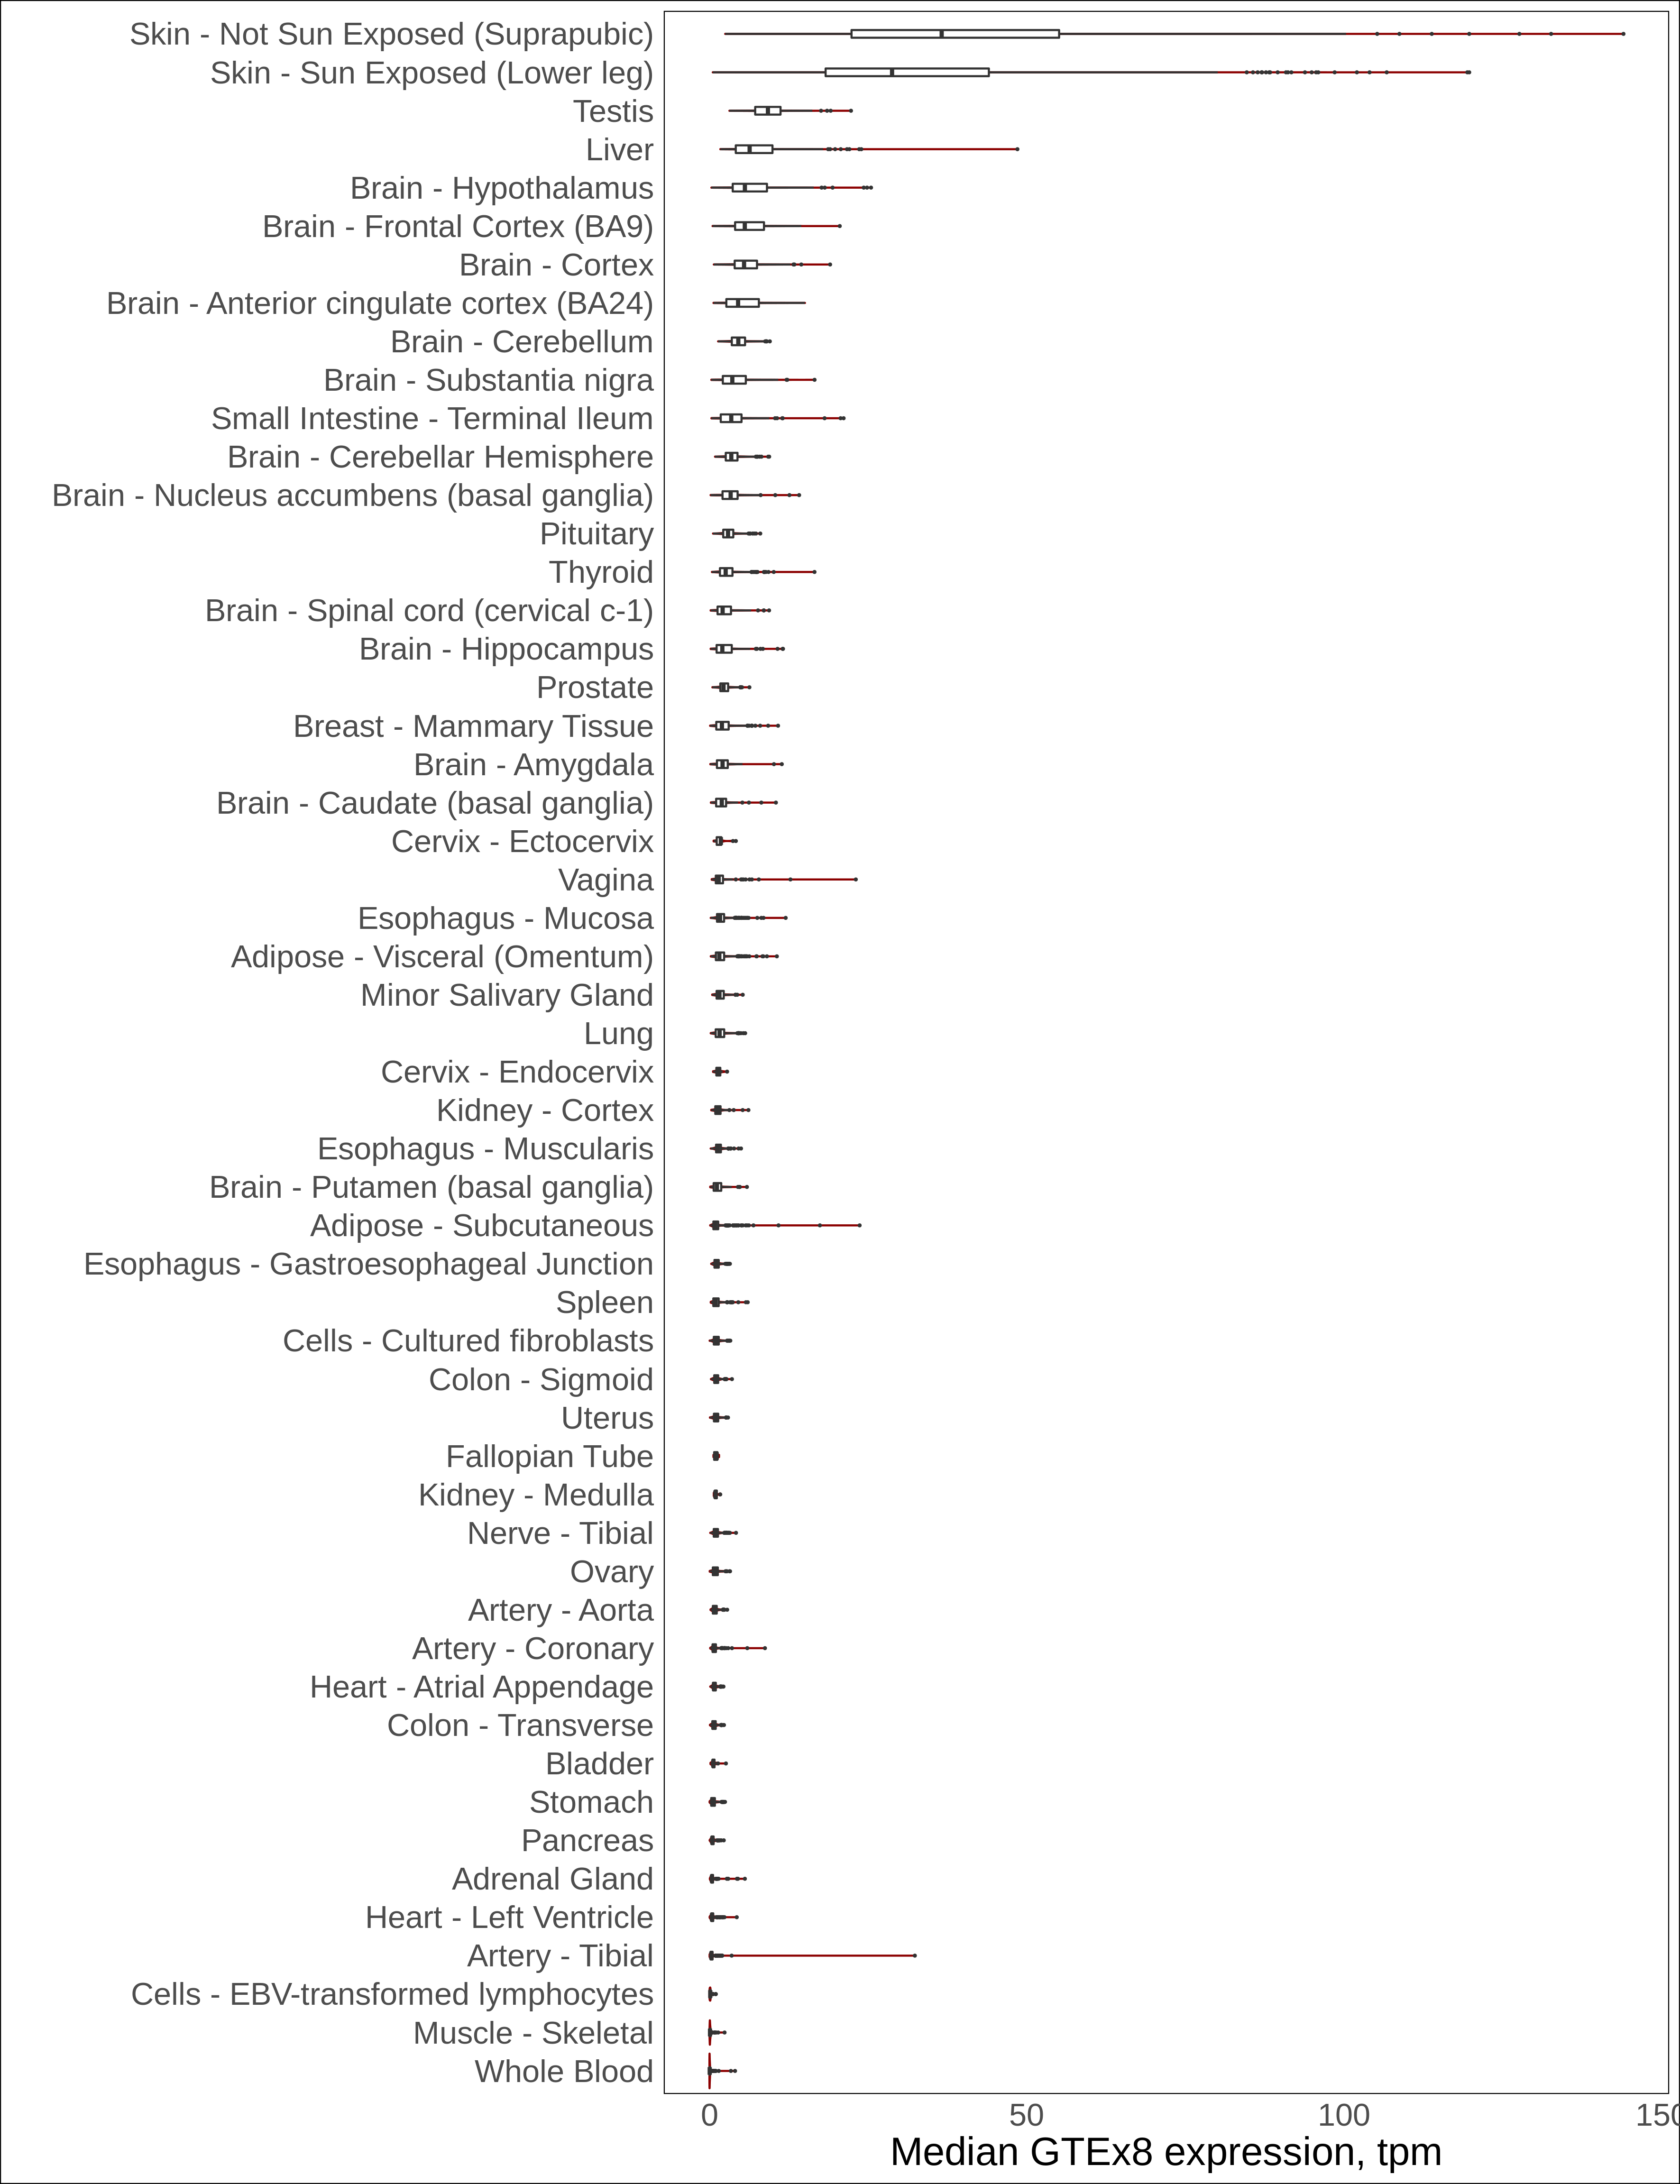 Skin - Not Sun Exposed (Suprapubic)
Skin - Sun Exposed (Lower leg)
Testis
Liver
Brain - Hypothalamus
Brain - Frontal Cortex (BA9)
Brain - Cortex
Brain - Anterior cingulate cortex (BA24)
Brain - Cerebellum
Brain - Substantia nigra
Small Intestine - Terminal Ileum
Brain - Cerebellar Hemisphere
Brain - Nucleus accumbens (basal ganglia)
Pituitary
Thyroid
Brain - Spinal cord (cervical c-1)
Brain - Hippocampus
Prostate
Breast - Mammary Tissue
Brain - Amygdala
Brain - Caudate (basal ganglia)
Cervix - Ectocervix
Vagina
Esophagus - Mucosa
Adipose - Visceral (Omentum)
Minor Salivary Gland
Lung
Cervix - Endocervix
Kidney - Cortex
Esophagus - Muscularis
Brain - Putamen (basal ganglia)
Adipose - Subcutaneous
Esophagus - Gastroesophageal Junction
Spleen
Cells - Cultured fibroblasts
Colon - Sigmoid
Uterus
Fallopian Tube
Kidney - Medulla
Nerve - Tibial
Ovary
Artery - Aorta
Artery - Coronary
Heart - Atrial Appendage
Colon - Transverse
Bladder
Stomach
Pancreas
Adrenal Gland
Heart - Left Ventricle
Artery - Tibial
Cells - EBV-transformed lymphocytes
Muscle - Skeletal
Whole Blood
0 50 100 150
Median GTEx8 expression, tpm